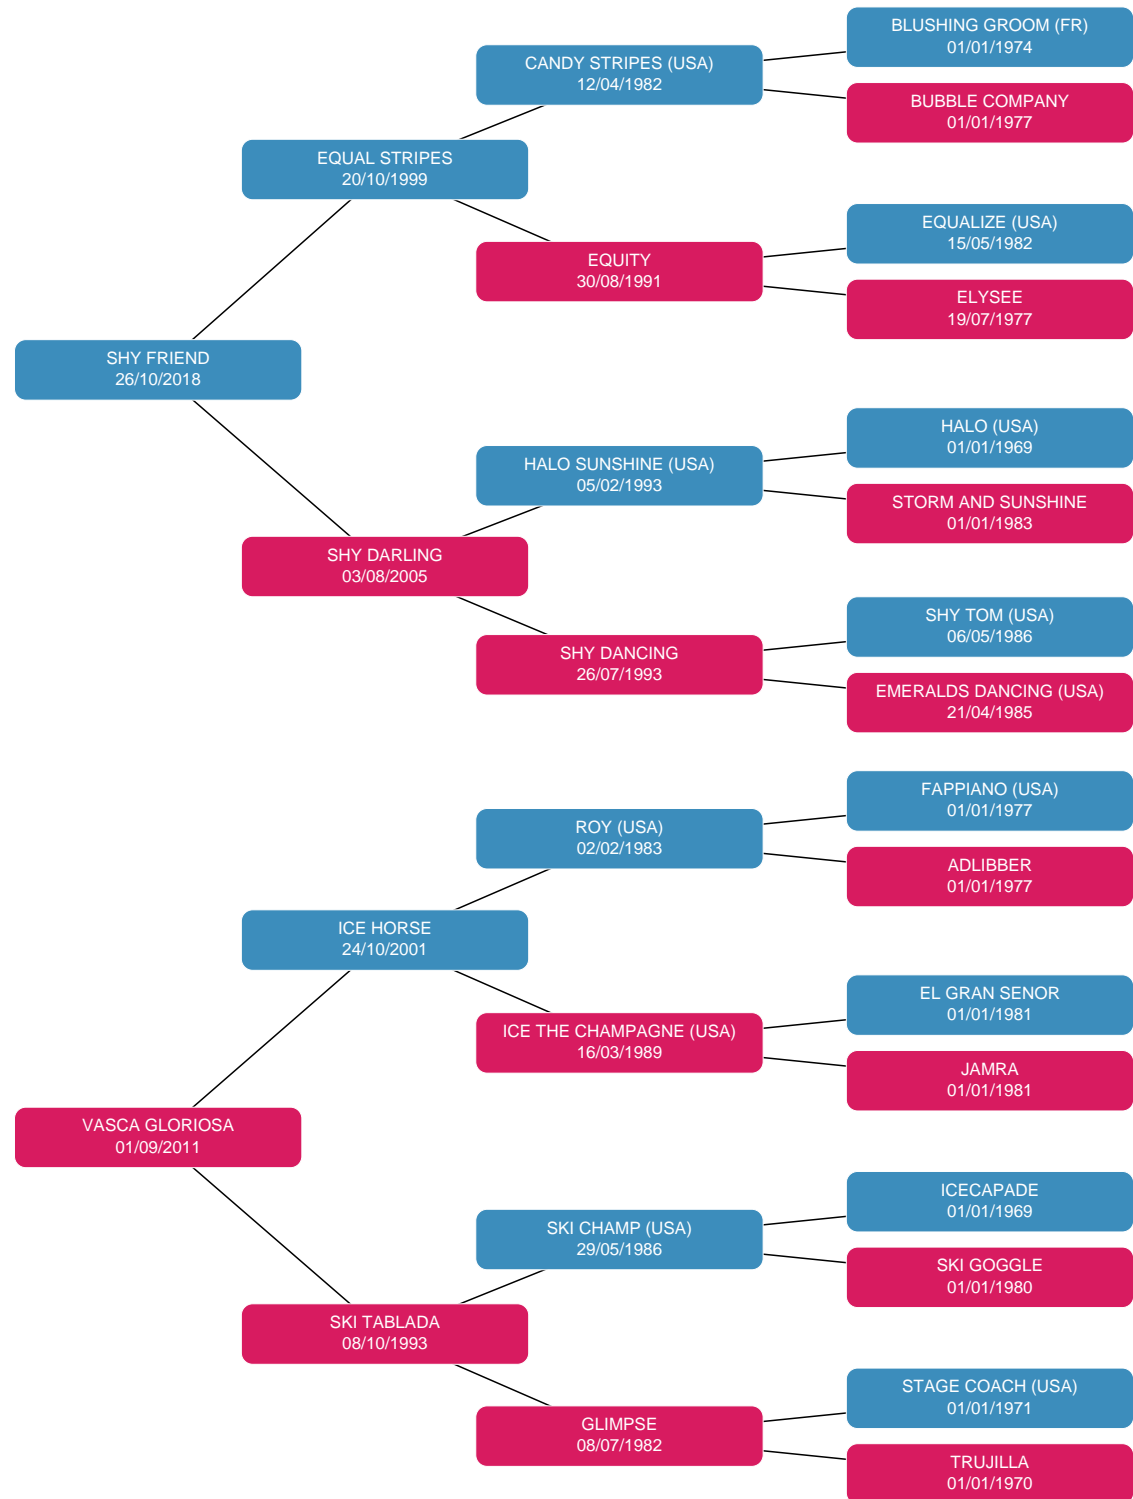 BLUSHING GROOM (FR)
01/01/1974
CANDY STRIPES (USA)
12/04/1982
BUBBLE COMPANY
01/01/1977
EQUAL STRIPES
20/10/1999
EQUALIZE (USA)
15/05/1982
EQUITY
30/08/1991
ELYSEE
19/07/1977
SHY FRIEND
26/10/2018
HALO (USA)
01/01/1969
HALO SUNSHINE (USA)
05/02/1993
STORM AND SUNSHINE
01/01/1983
SHY DARLING
03/08/2005
SHY TOM (USA)
06/05/1986
SHY DANCING
26/07/1993
EMERALDS DANCING (USA)
21/04/1985
FAPPIANO (USA)
01/01/1977
ROY (USA)
02/02/1983
ADLIBBER
01/01/1977
ICE HORSE
24/10/2001
EL GRAN SENOR
01/01/1981
ICE THE CHAMPAGNE (USA)
16/03/1989
JAMRA
01/01/1981
VASCA GLORIOSA
01/09/2011
ICECAPADE
01/01/1969
SKI CHAMP (USA)
29/05/1986
SKI GOGGLE
01/01/1980
SKI TABLADA
08/10/1993
STAGE COACH (USA)
01/01/1971
GLIMPSE
08/07/1982
TRUJILLA
01/01/1970